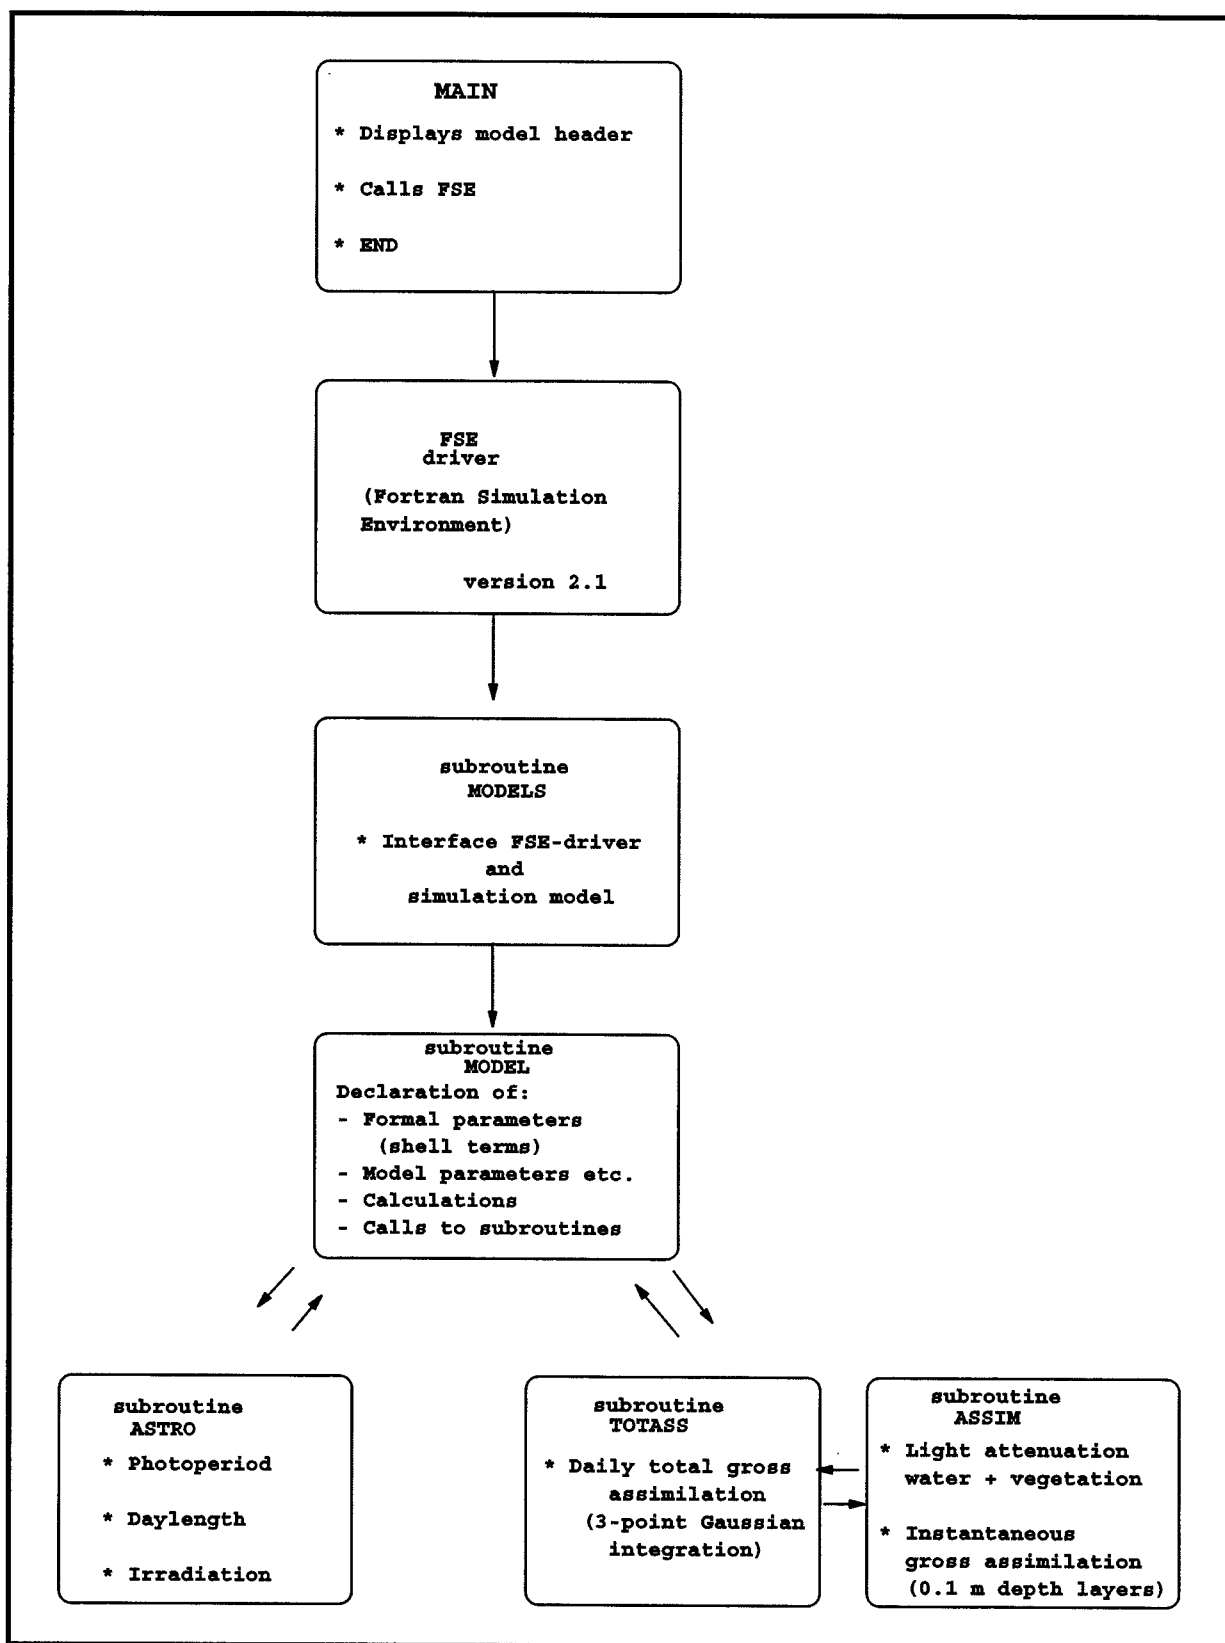 MAIN
* Displays model header
* Calls FSE
* END
FSE
driver
(Fortran Simulation
Environment)
version 2.1
subroutine
MODELS
* Interface FSE-driver
and
simulation model
subroutine
MODEL
Declaration of:
- Formal parameters
(shell terms)
- Model parameters etc.
- Calculations
- Calls to subroutines
subroutine
ASTRO
* Photoperiod
* Daylength
* Irradiation
subroutine
TOTASS
* Daily total gross
assimilation
(3-point Gaussian
integration)
subroutine
ASSIM
* Light attenuation
water + vegetation
* Instantaneous
gross assimilation
(0.1 m depth layers)